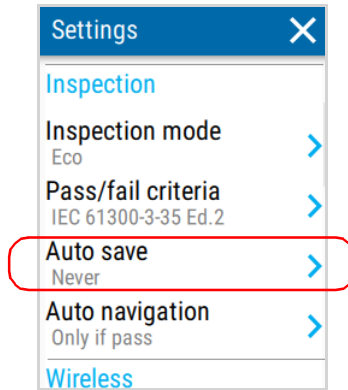 Settings
Inspection
Inspection mode
Eco
Pass/fail criteria
IEC 61300-3-35 Ed.2
Auto save
Never
Auto navigation
Only if pass
Wireless